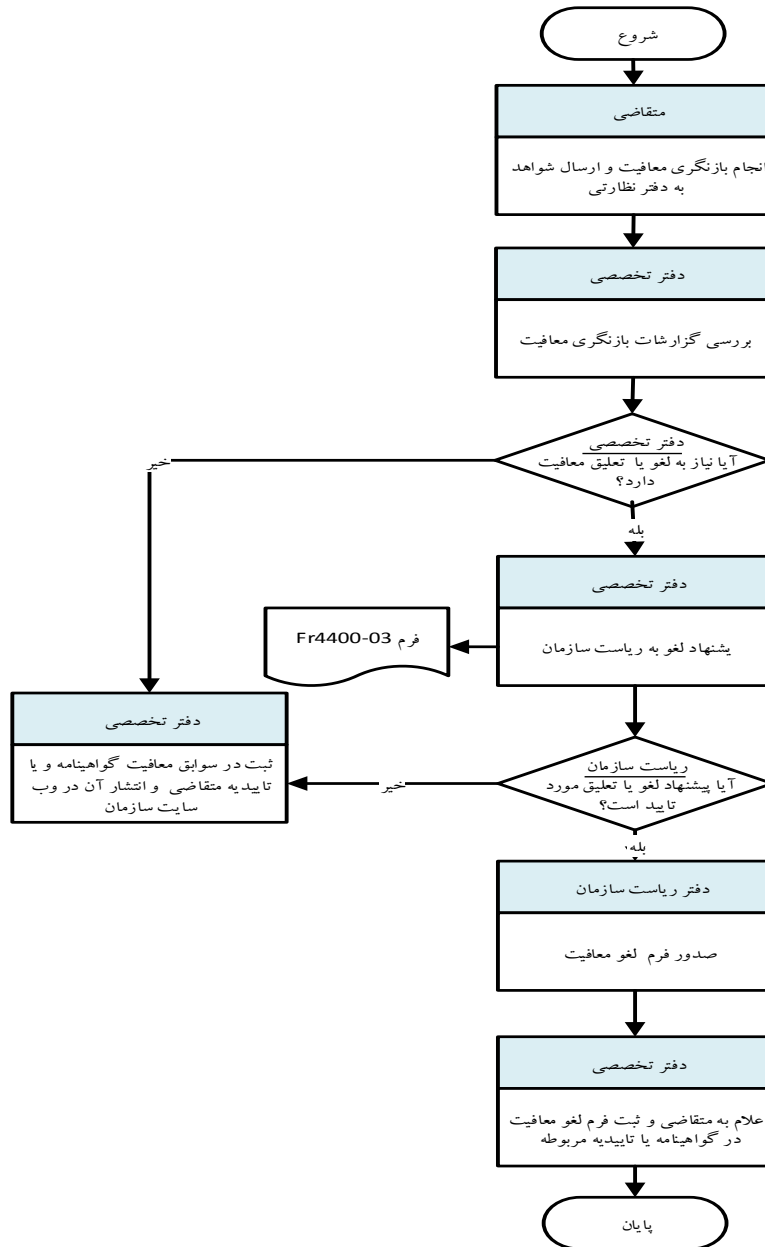 شروع
متقاضی
انجام بازنگری معافیت و ارسال شواهد
به دفتر نظارتی
دفتر تخصصی
بررسی گزارشات بازنگری معافیت
دفتر تخصصی
آیا نیاز به لغو یا تعلیق معافیت
دارد؟
خیر
بله
دفتر تخصصی
یشنهاد لغو به ریاست سازمان
فرم Fr4400-03
دفتر تخصصی
ثبت در سوابق معافیت گواهینامه و یا
تاییدیه متقاضی و انتشار آن در وب
سایت سازمان
ریاست سازمان
آیا پیشنهاد لغو یا تعلیق مورد
تایید است؟
خیر
بله
دفتر ریاست سازمان
صدور فرم لغو معافیت
دفتر تخصصی
علام به متقاضی و ثبت فرم لغو معافیت
در گواهینامه یا تاییدیه مربوطه
پایان